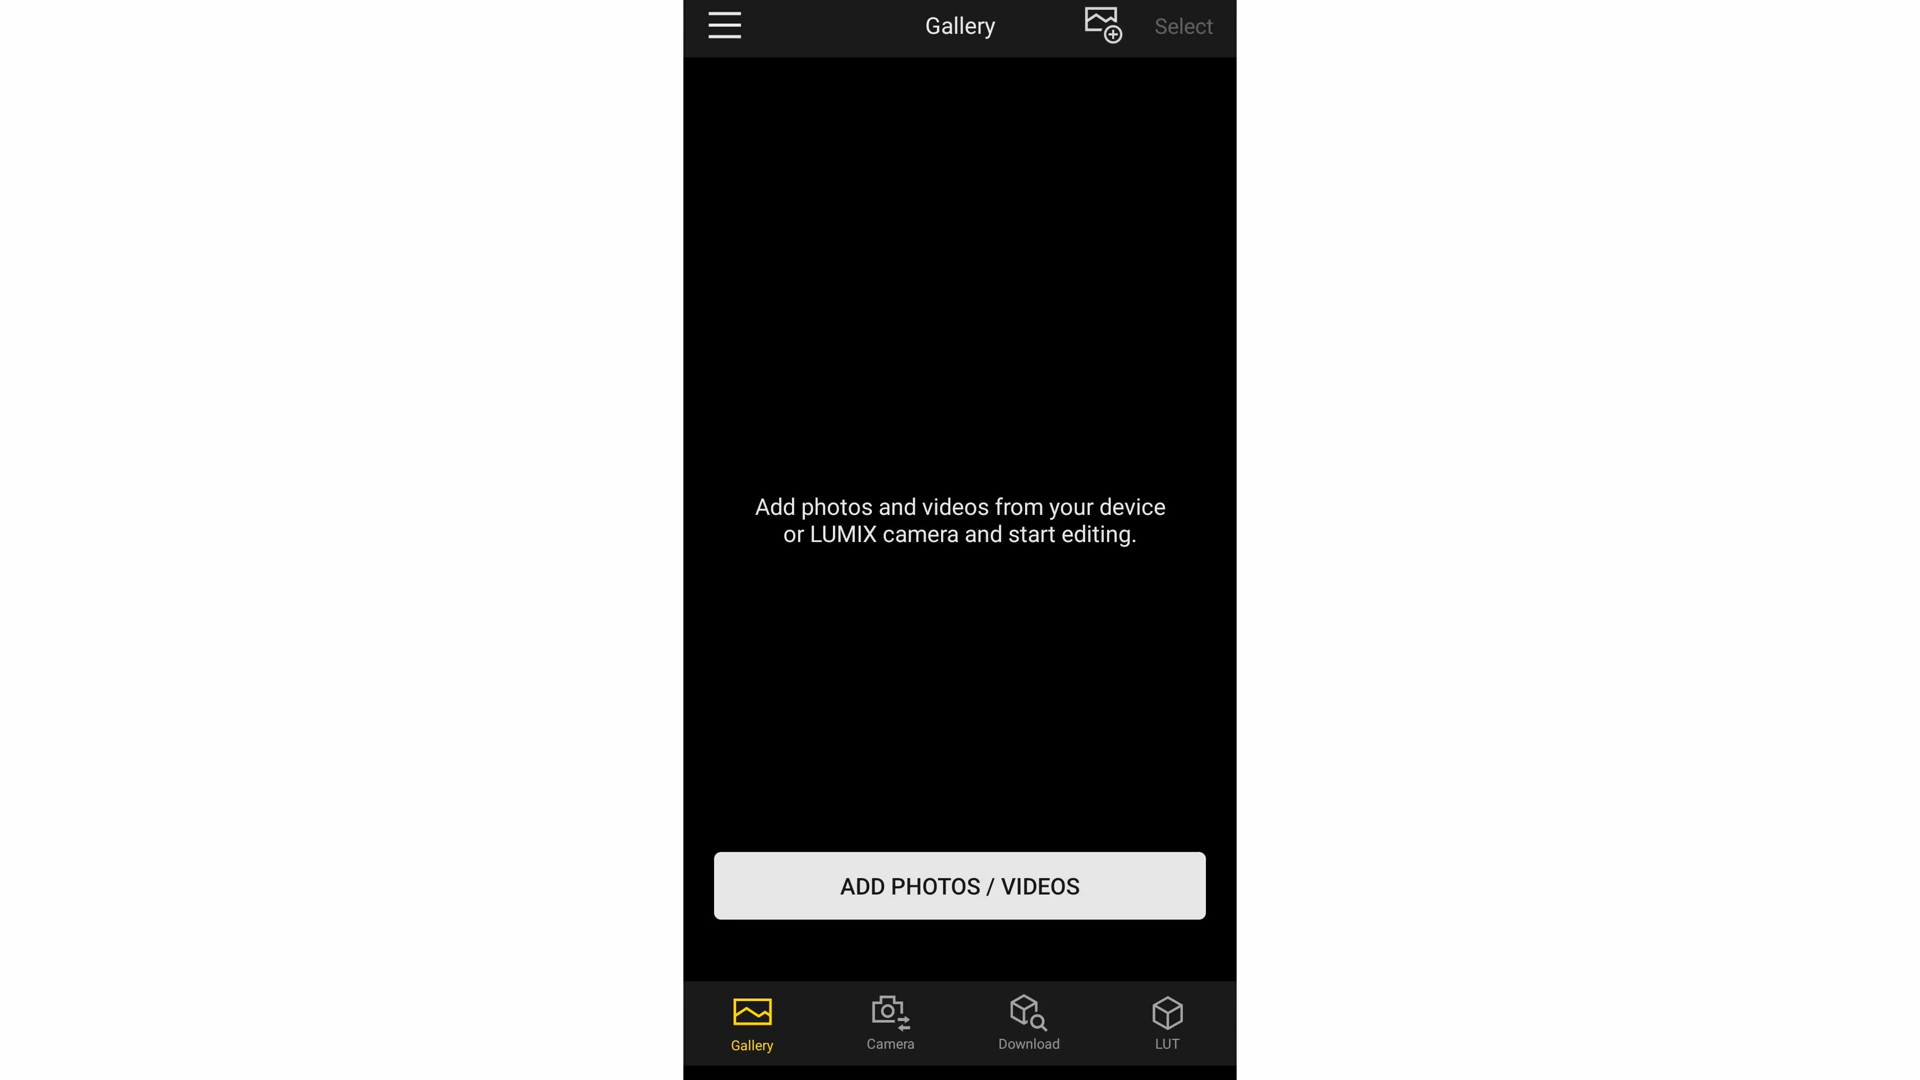 Gallery
Select
Add photos and videos from your device
or LUMIX camera and start editing.
ADD PHOTOS / VIDEOS
Gallery
Camera
Download
LUT